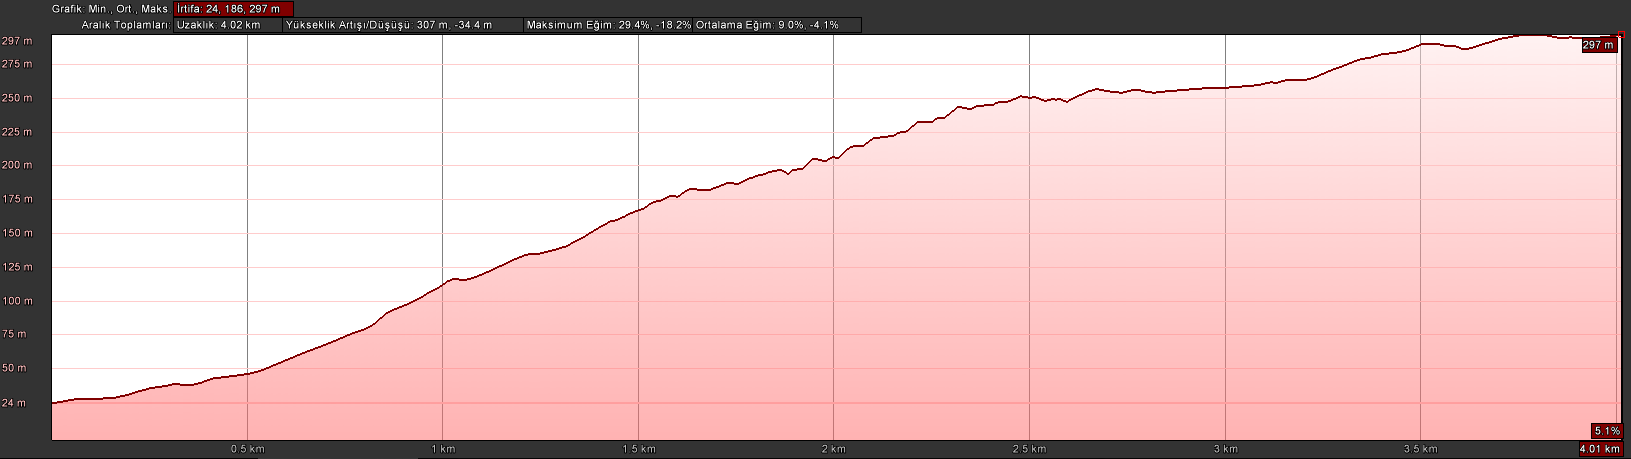 Grafik: Min., Ort., Maks. İrtifa: 24, 186, 297 m
Aralık Toplamları: Uzaklık: 4.02 km Yükseklik Artışı/Düşüşü: 307 m, -34.4 m Maksimum Eğim: 29.4%, -18.2% Ortalama Eğim: 9.0%, -4.1%
297 m
297 m
275 m
250 m
225 m
200 m
175 m
150 m
125 m
100 m
75 m
50 m
24 m
5.1%
0.5 km 1 km 1.5 km 2 km 2.5 km 3 km 3.5 km 4.01 km